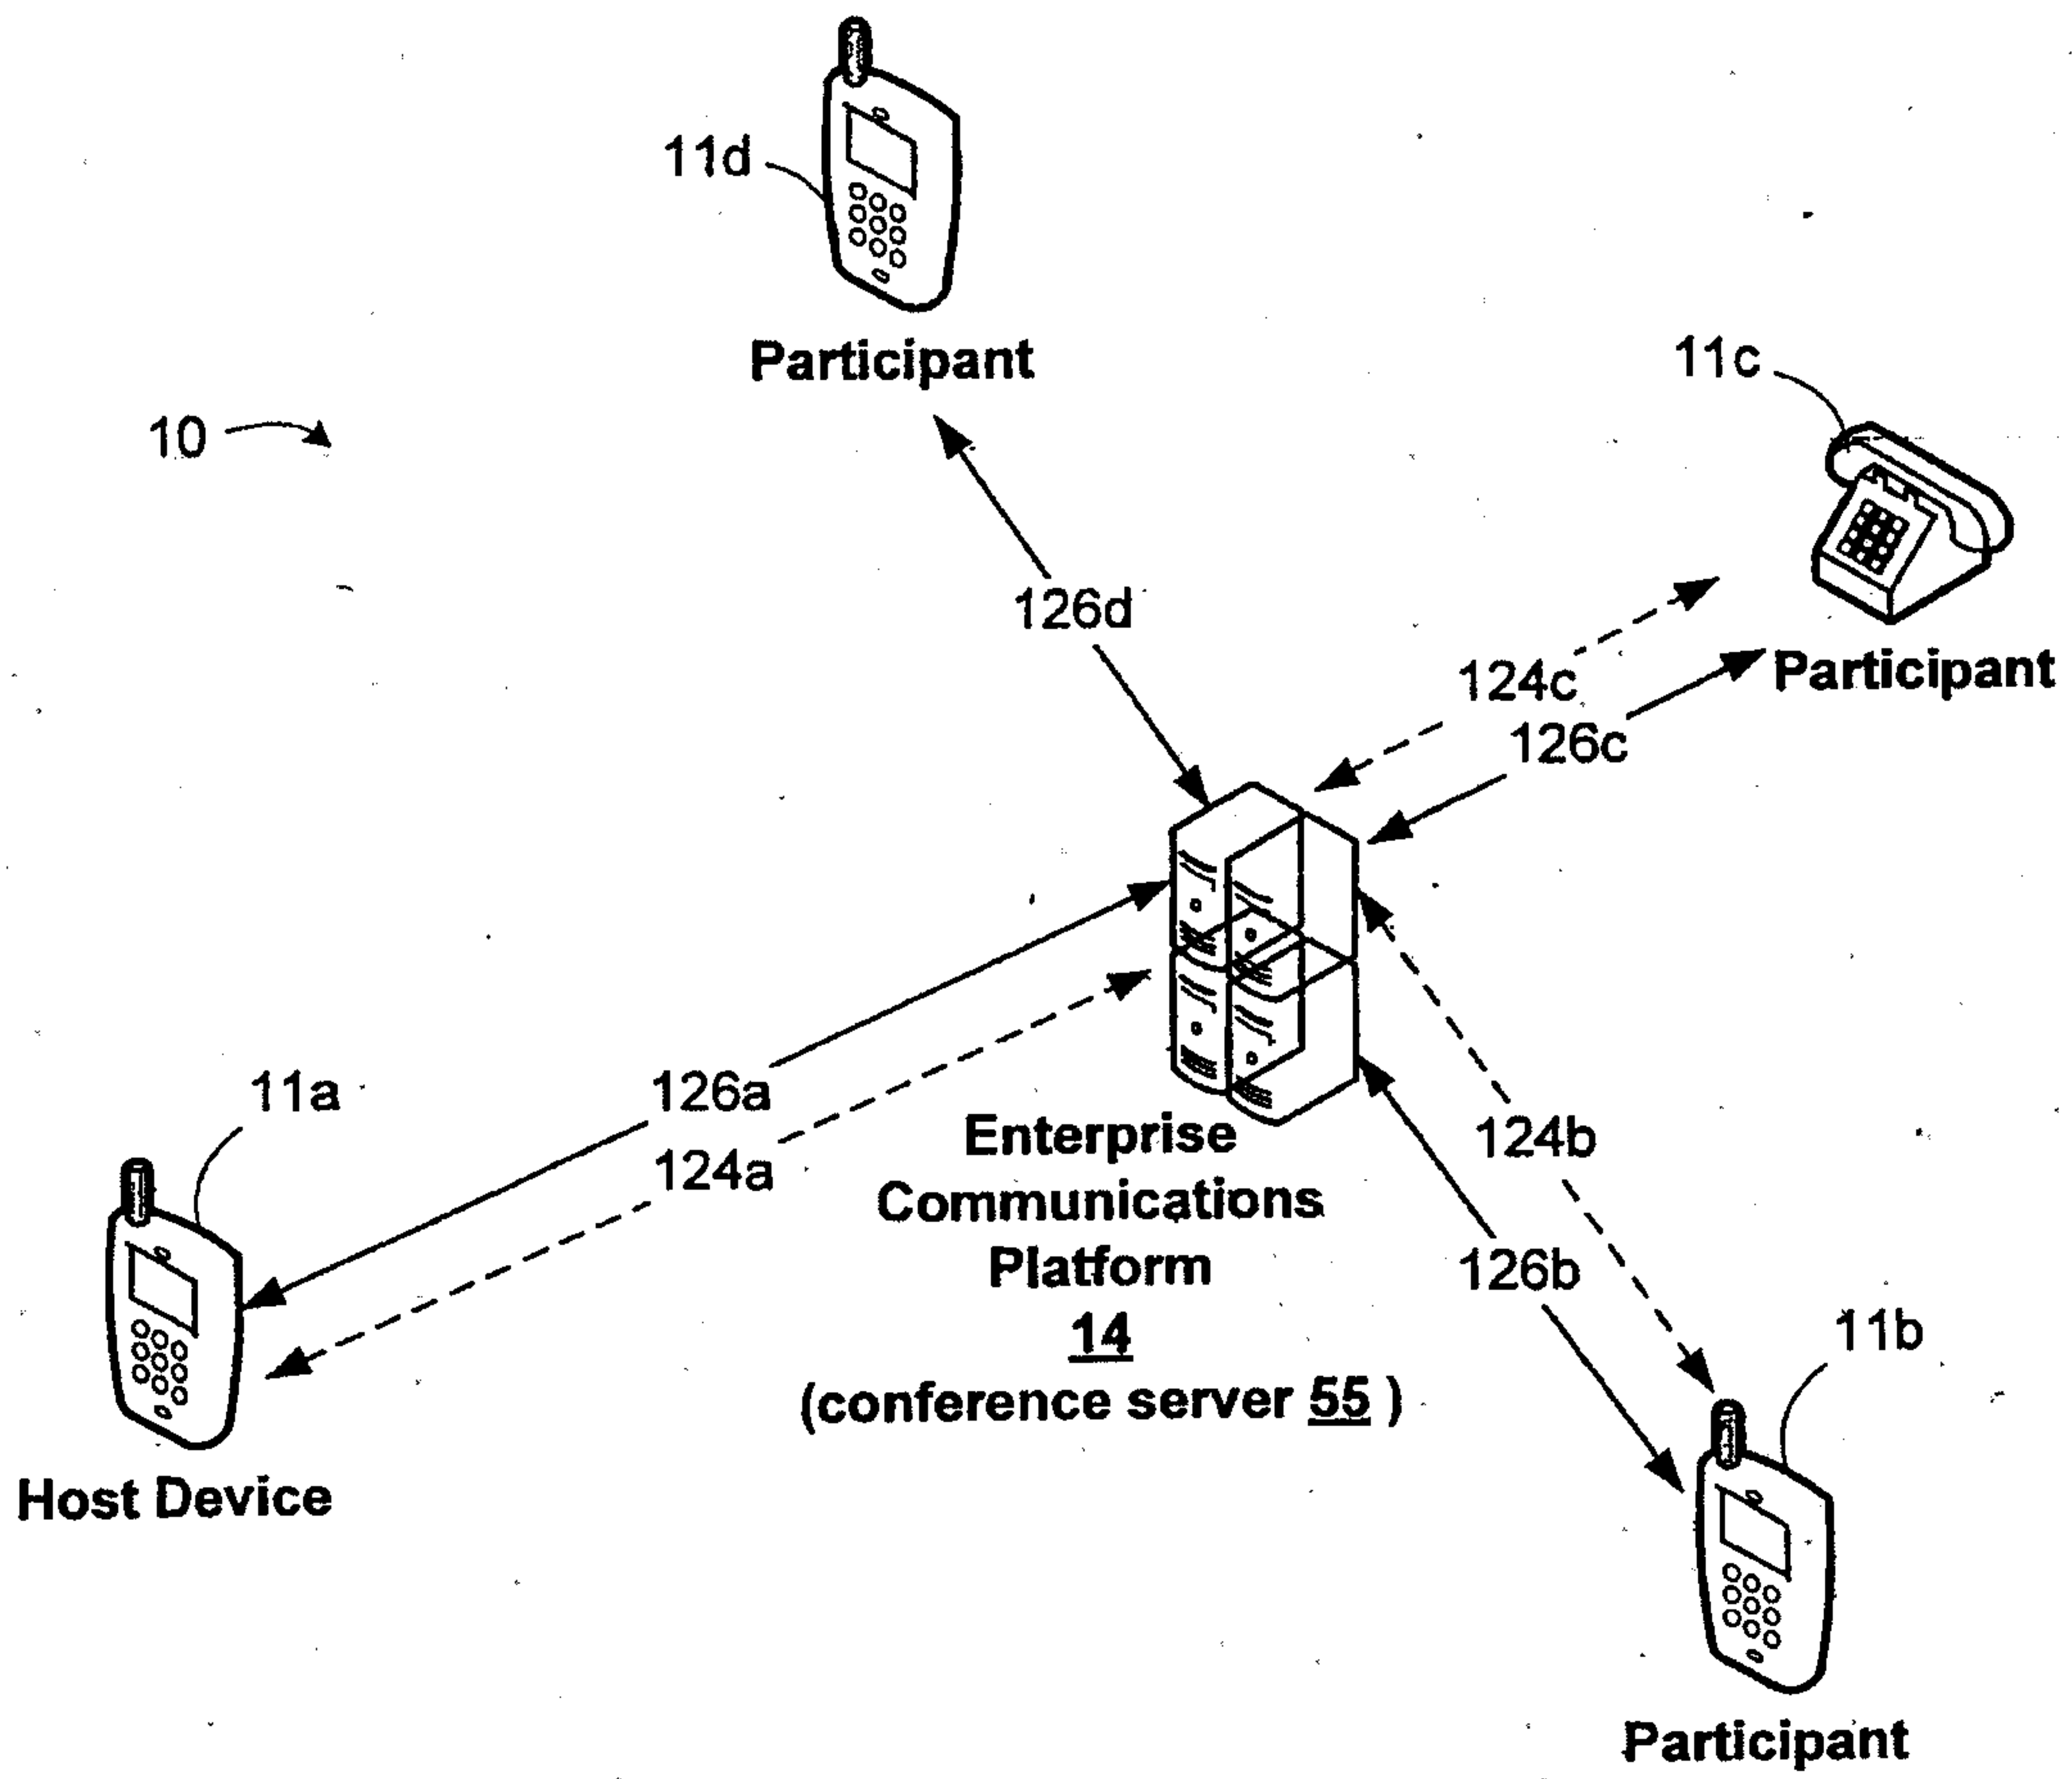 11d
Participant
11c
10
126d
124c
Participant
126c
11a
126a
124a
Enterprise
Communications
Platform
14
(conference server 55 )
124b
126b
11b
Host Device
Participant